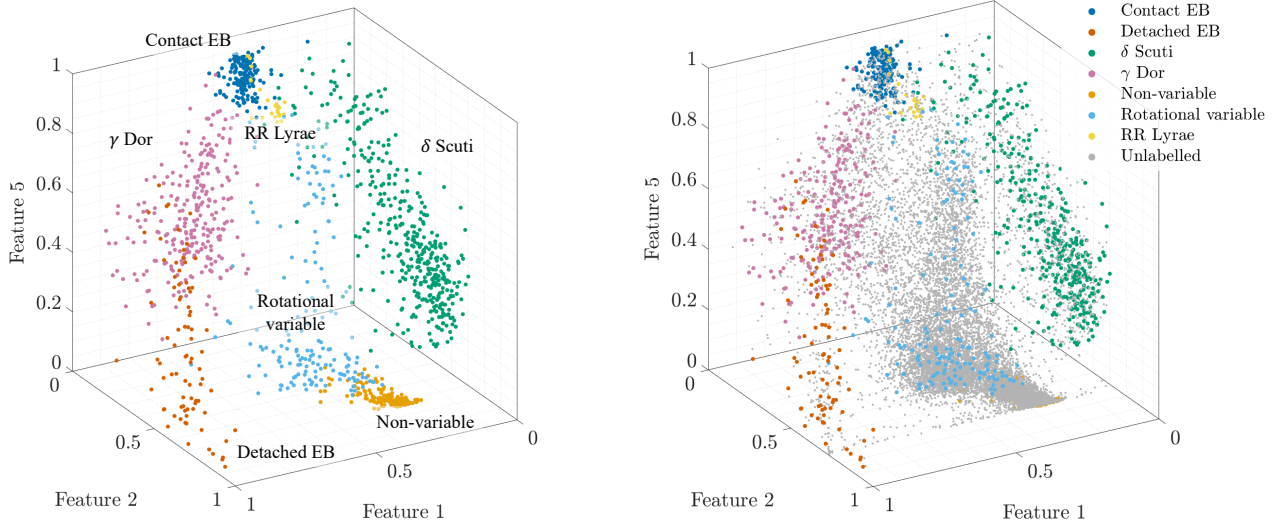 Contact EB
γ Dor
RR Lyrae
δ Scuti
Rotational
variable
Non-variable
Detached EB
1
0.8
0.6
0.4
0.2
0
0
0.5
1
1
0.5
0
Feature 5
Feature 2
Feature 1
1
0.8
0.6
0.4
0.2
0
0
0.5
1
1
0.5
0
Feature 5
Feature 2
Feature 1
Contact EB
Detached EB
δ Scuti
γ Dor
Non-variable
Rotational variable
RR Lyrae
Unlabelled